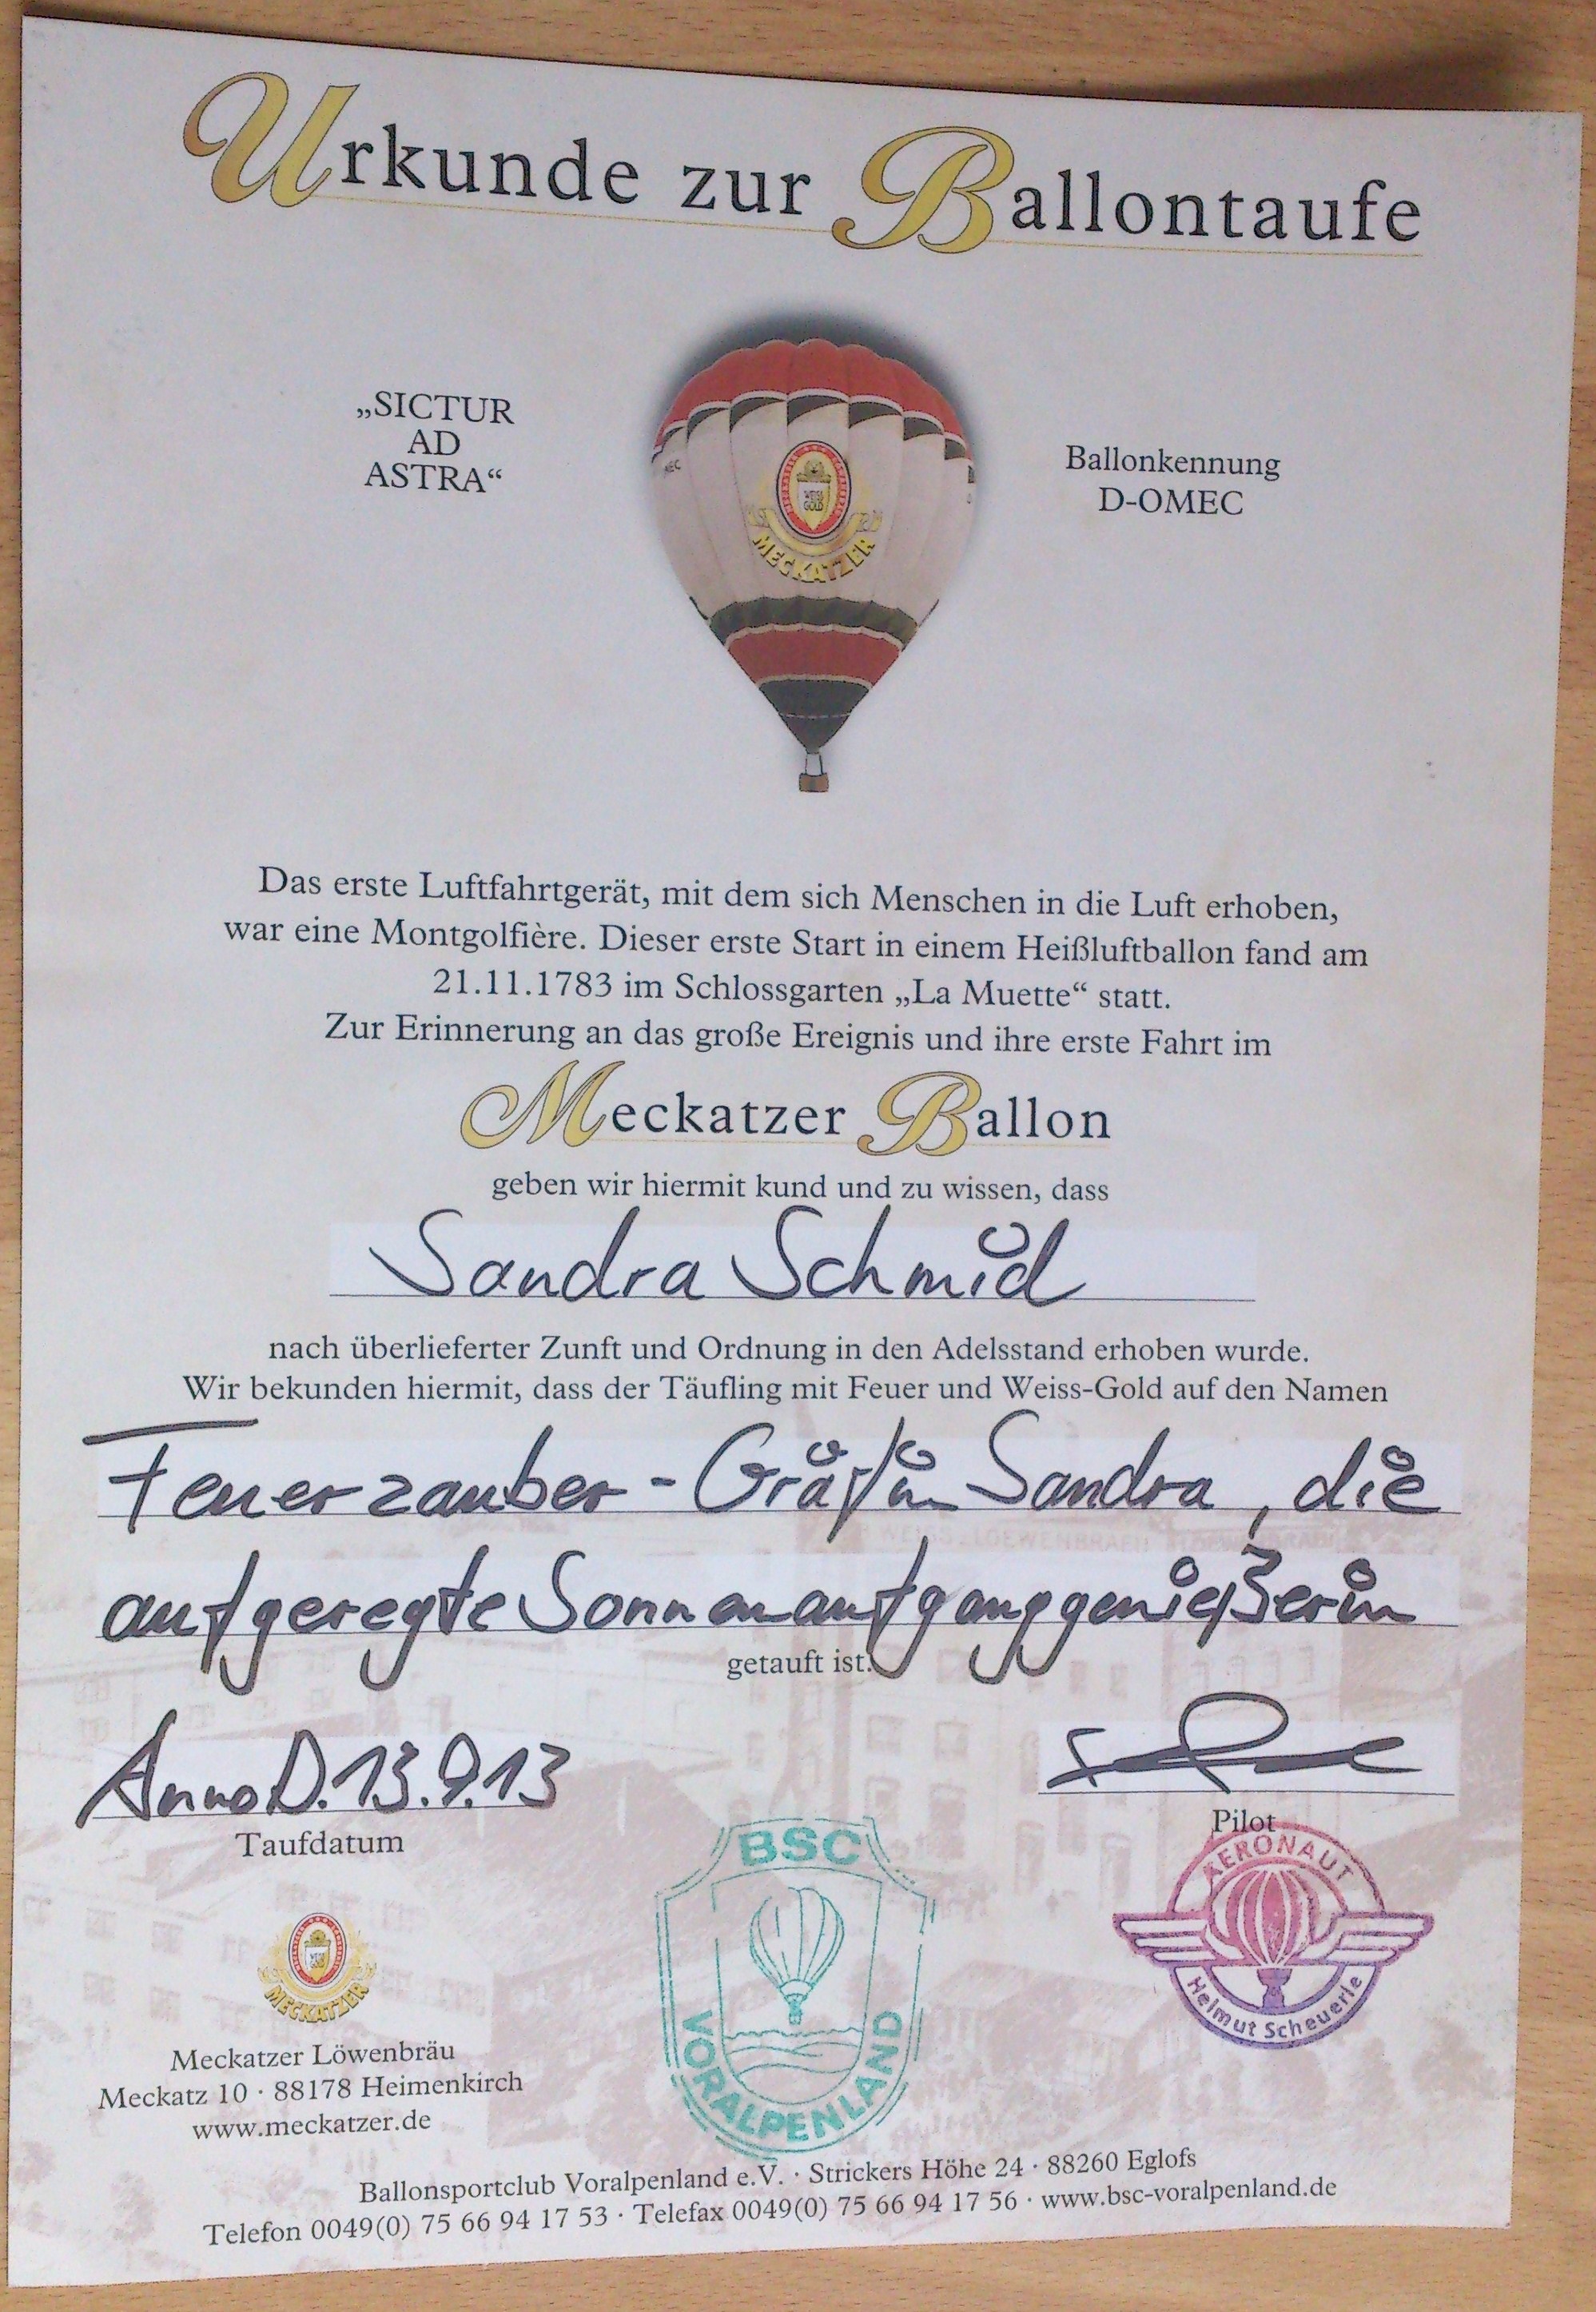 Urkunde zur Ballontaufe
„SICTUR
AD
ASTRA“
Ballonkennung
D-OMEC
WEISS
GOLD
MECKATZER
Das erste Luftfahrtgerät, mit dem sich Menschen in die Luft erhoben,
war eine Montgolfière. Dieser erste Start in einem Heißluftballon fand am
21.11.1783 im Schlossgarten „La Muette“ statt.
Zur Erinnerung an das große Ereignis und ihre erste Fahrt im
Meckatzer Ballon
geben wir hiermit kund und zu wissen, dass
Sandra Schmid
nach überlieferter Zunft und Ordnung in den Adelsstand erhoben wurde.
Wir bekunden hiermit, dass der Täufling mit Feuer und Weiss-Gold auf den Namen
Feuerzauber-Gräfin Sandra, die
aufgeregte Sonnenaufganggenießerin
getauft ist.
Anno D. 13.9.13
Taufdatum
Pilot
BSC
VORALPENLAND
AERONAUT
Helmut Scheuerle
MECKATZER
Meckatzer Löwenbräu
Meckatz 10 · 88178 Heimenkirch
www.meckatzer.de
Ballonsportclub Voralpenland e.V. · Strickers Höhe 24 · 88260 Eglofs
Telefon 0049(0) 75 66 94 17 53 · Telefax 0049(0) 75 66 94 17 56 · www.bsc-voralpenland.de